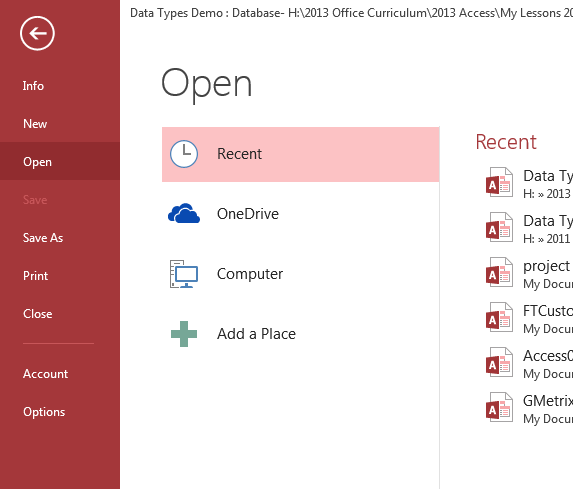 Data Types Demo : Database- H:\2013 Office Curriculum\2013 Access\My Lessons
Info
New
Open
Save
Save As
Print
Close
Account
Options
Open
Recent
OneDrive
Computer
Add a Place
Recent
Data Ty
H: » 2013
Data Ty
H: » 2011
project
My Docu
FTCusto
My Docu
Access0
My Docu
GMetrix
My Docu